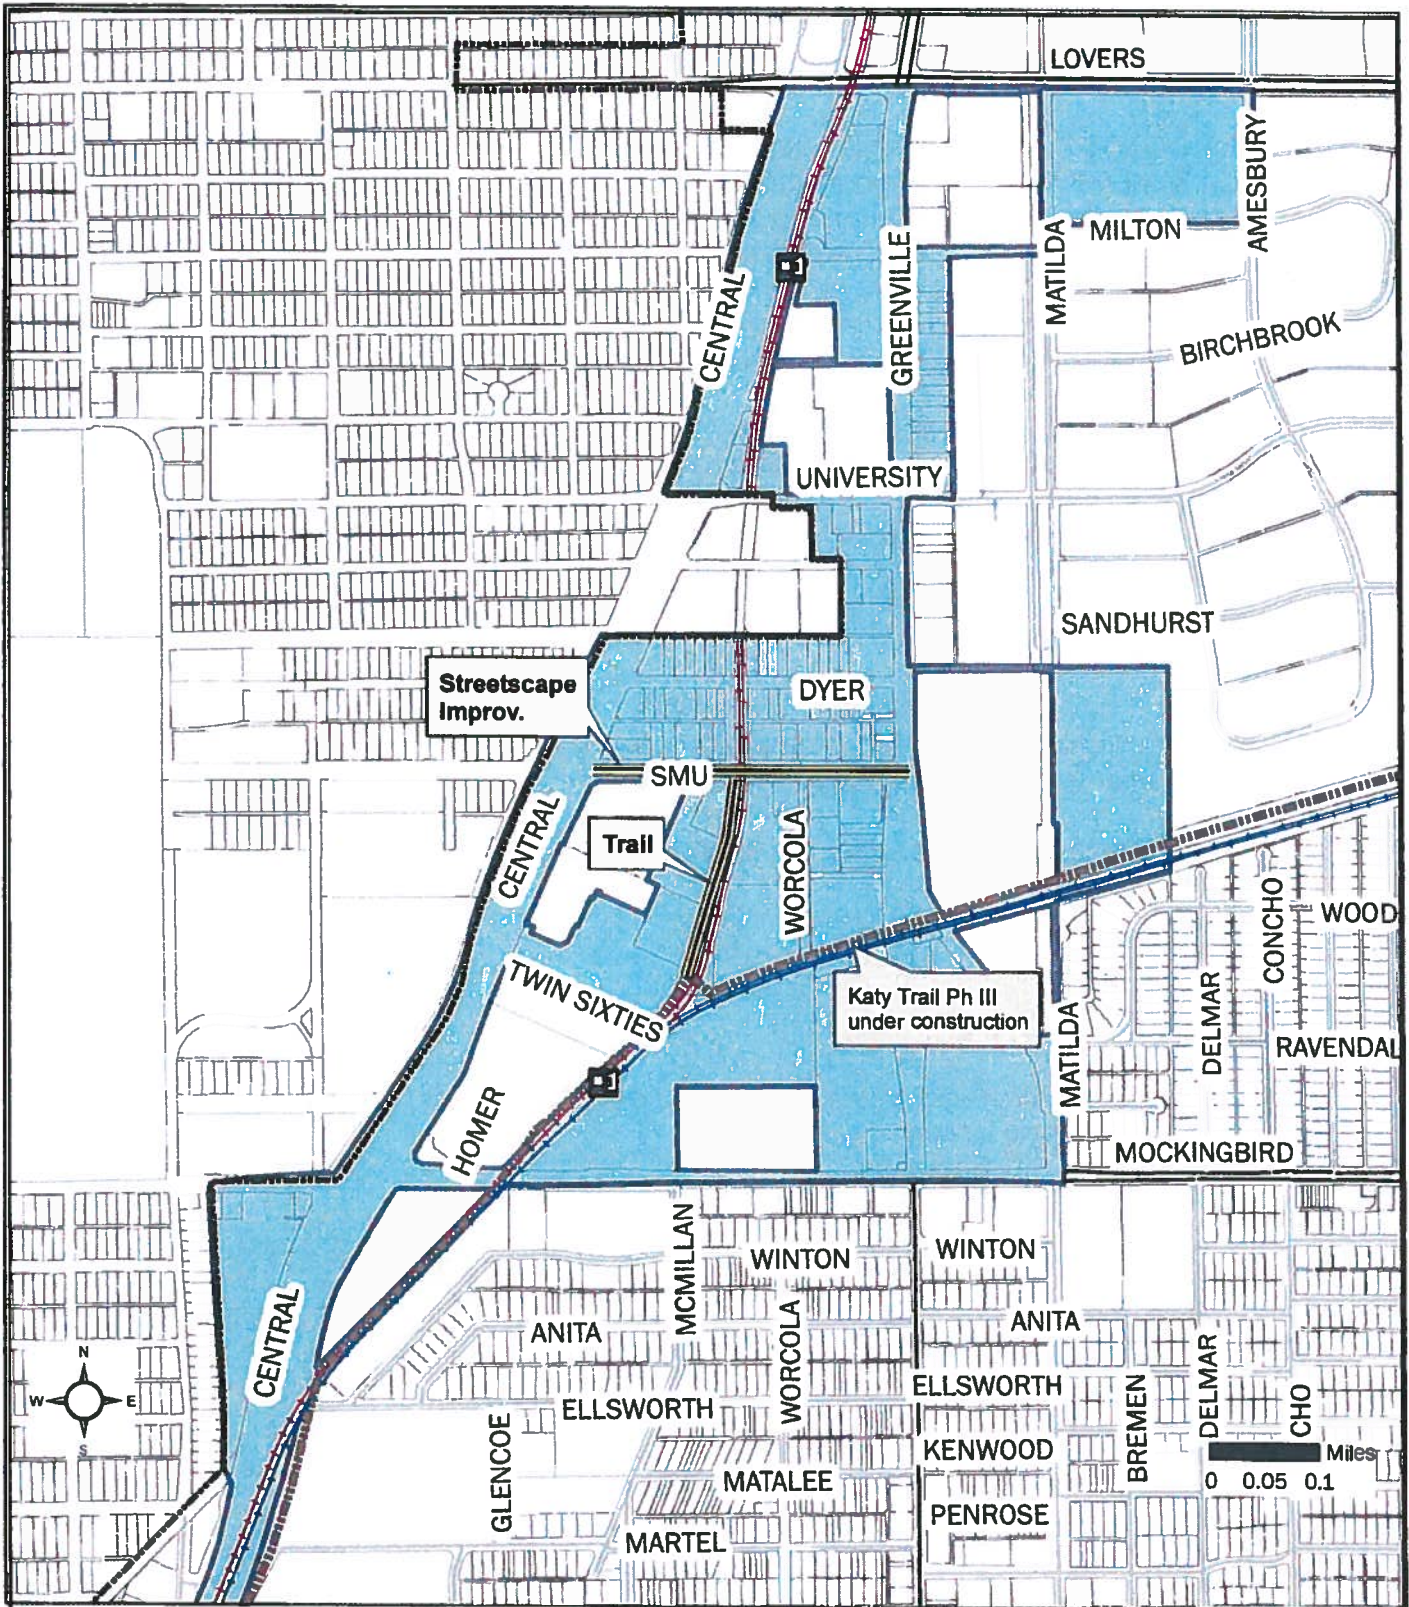 LOVERS
AMESBURY
MILTON
MATILDA
GREENVILLE
CENTRAL
BIRCHBROOK
UNIVERSITY
SANDHURST
Streetscape
Improv.
DYER
SMU
CENTRAL
Trail
WORCOLA
CONCHO
WOOD
TWIN SIXTIES
Katy Trail Ph III
under construction
DELMAR
MATILDA
RAVENDAL
HOMER
MOCKINGBIRD
MCMILLAN
WINTON
WINTON
CENTRAL
ANITA
WORCOLA
ANITA
DELMAR
N
W
E
S
ELLSWORTH
ELLSWORTH
BREMEN
CHO
GLENCOE
KENWOOD
Miles
MATALEE
0 0.05 0.1
PENROSE
MARTEL